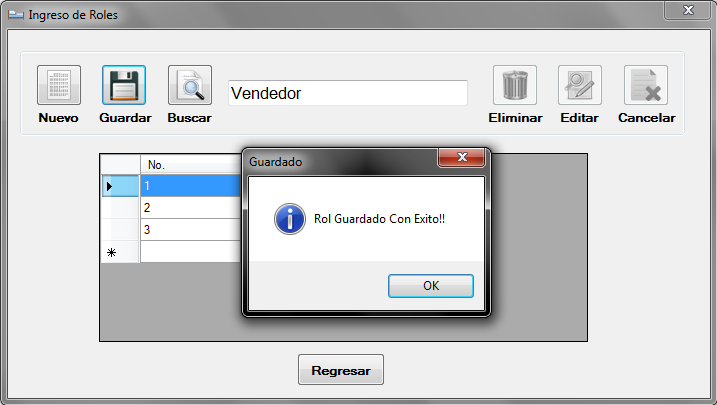 Ingreso de Roles
Nuevo Guardar Buscar Vendedor Eliminar Editar Cancelar
No.
1
2
3
Guardado
Rol Guardado Con Exito!!
OK
Regresar